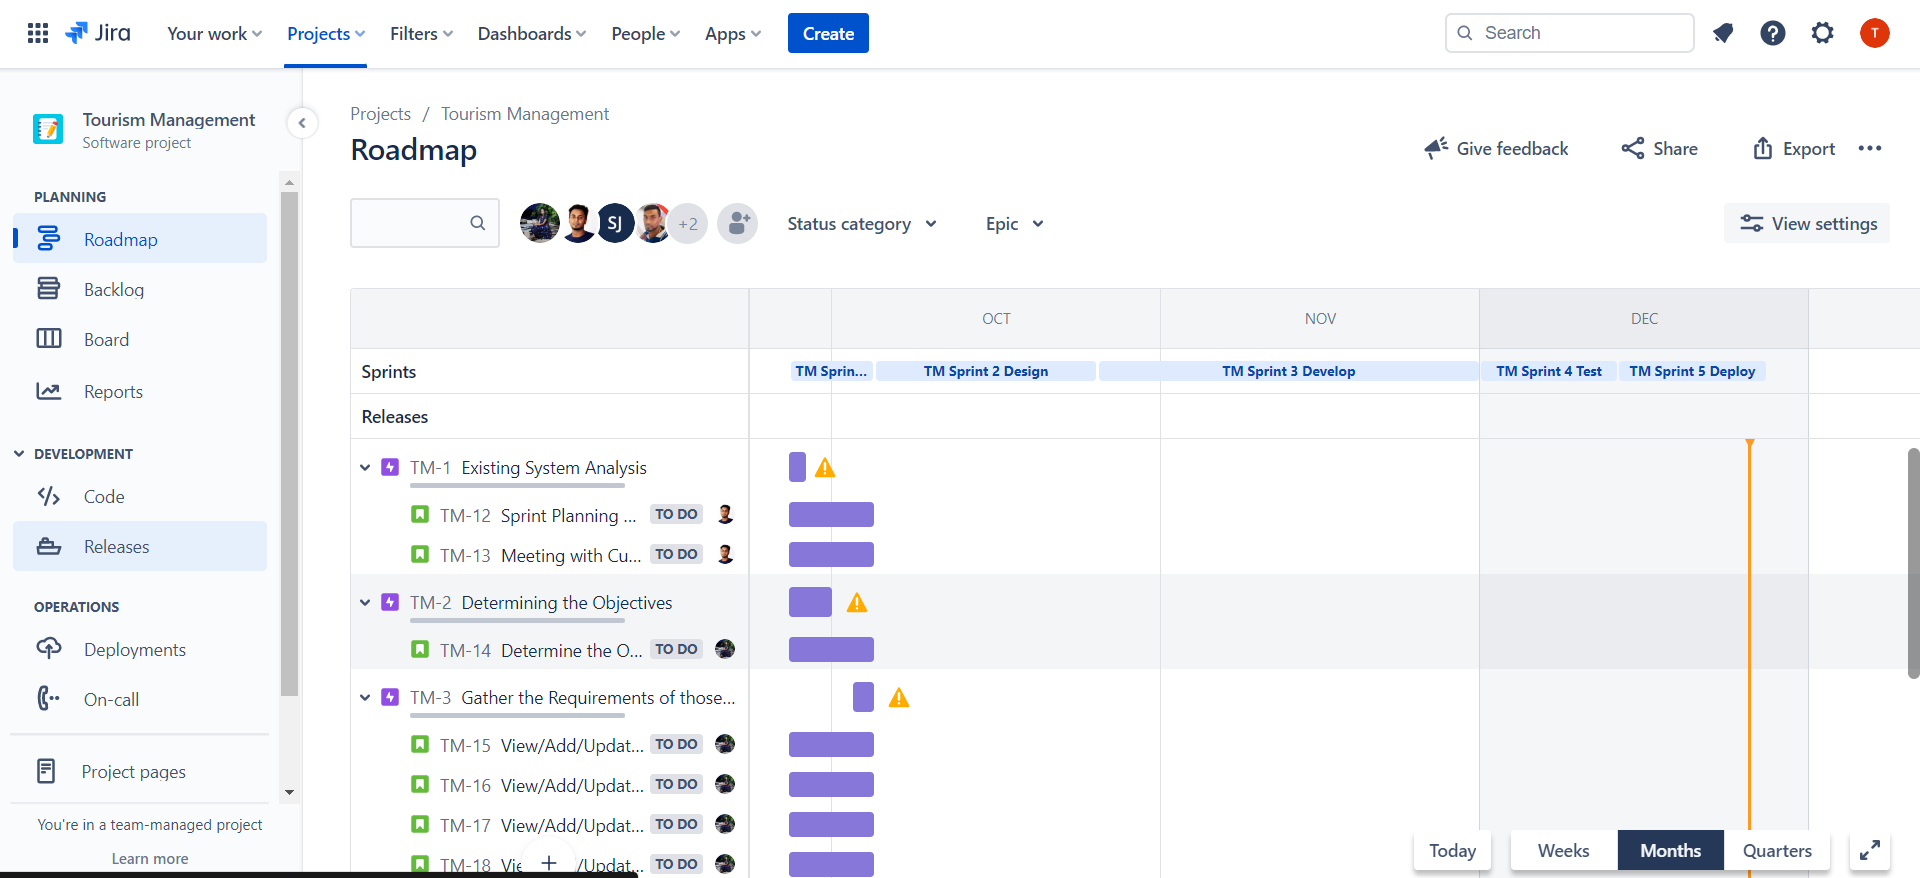 Jira
Your work
Projects
Filters
Dashboards
People
Apps
Create
Search
T
Tourism Management
Software project
PLANNING
Roadmap
Backlog
Board
Reports
DEVELOPMENT
Code
Releases
OPERATIONS
Deployments
On-call
Project pages
You're in a team-managed project
Learn more
Projects / Tourism Management
Roadmap
Give feedback
Share
Export
SJ
+2
Status category
Epic
View settings
OCT
NOV
DEC
Sprints
TM Sprin...
TM Sprint 2 Design
TM Sprint 3 Develop
TM Sprint 4 Test
TM Sprint 5 Deploy
Releases
TM-1 Existing System Analysis
TM-12 Sprint Planning ... TO DO
TM-13 Meeting with Cu... TO DO
TM-2 Determining the Objectives
TM-14 Determine the O... TO DO
TM-3 Gather the Requirements of those...
TM-15 View/Add/Updat... TO DO
TM-16 View/Add/Updat... TO DO
TM-17 View/Add/Updat... TO DO
TM-18 /Updat... TO DO
Today
Weeks
Months
Quarters